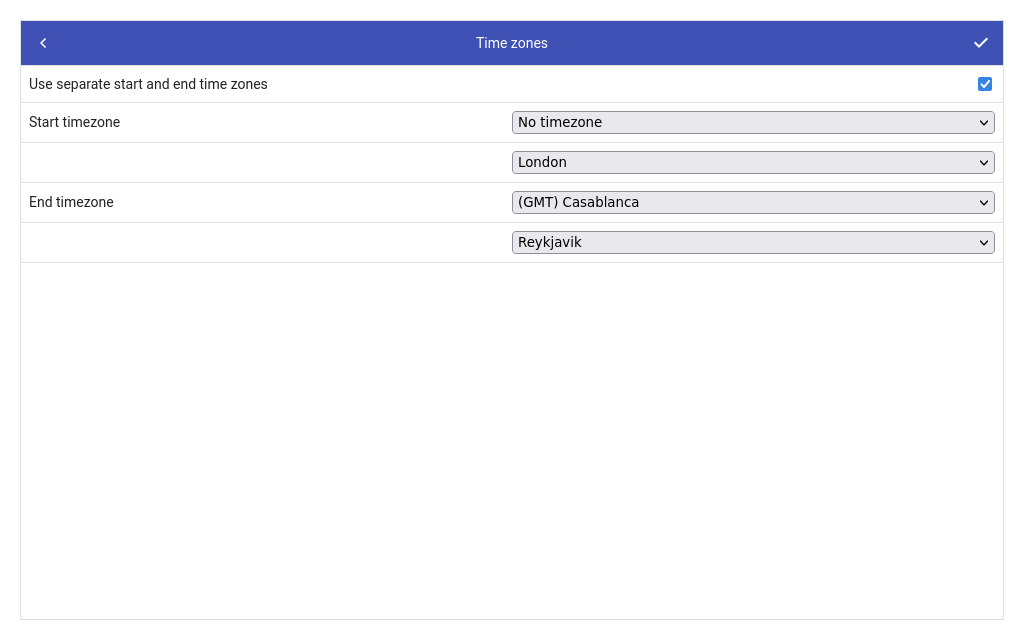 Time zones
Use separate start and end time zones
Start timezone
No timezone
London
End timezone
(GMT) Casablanca
Reykjavik